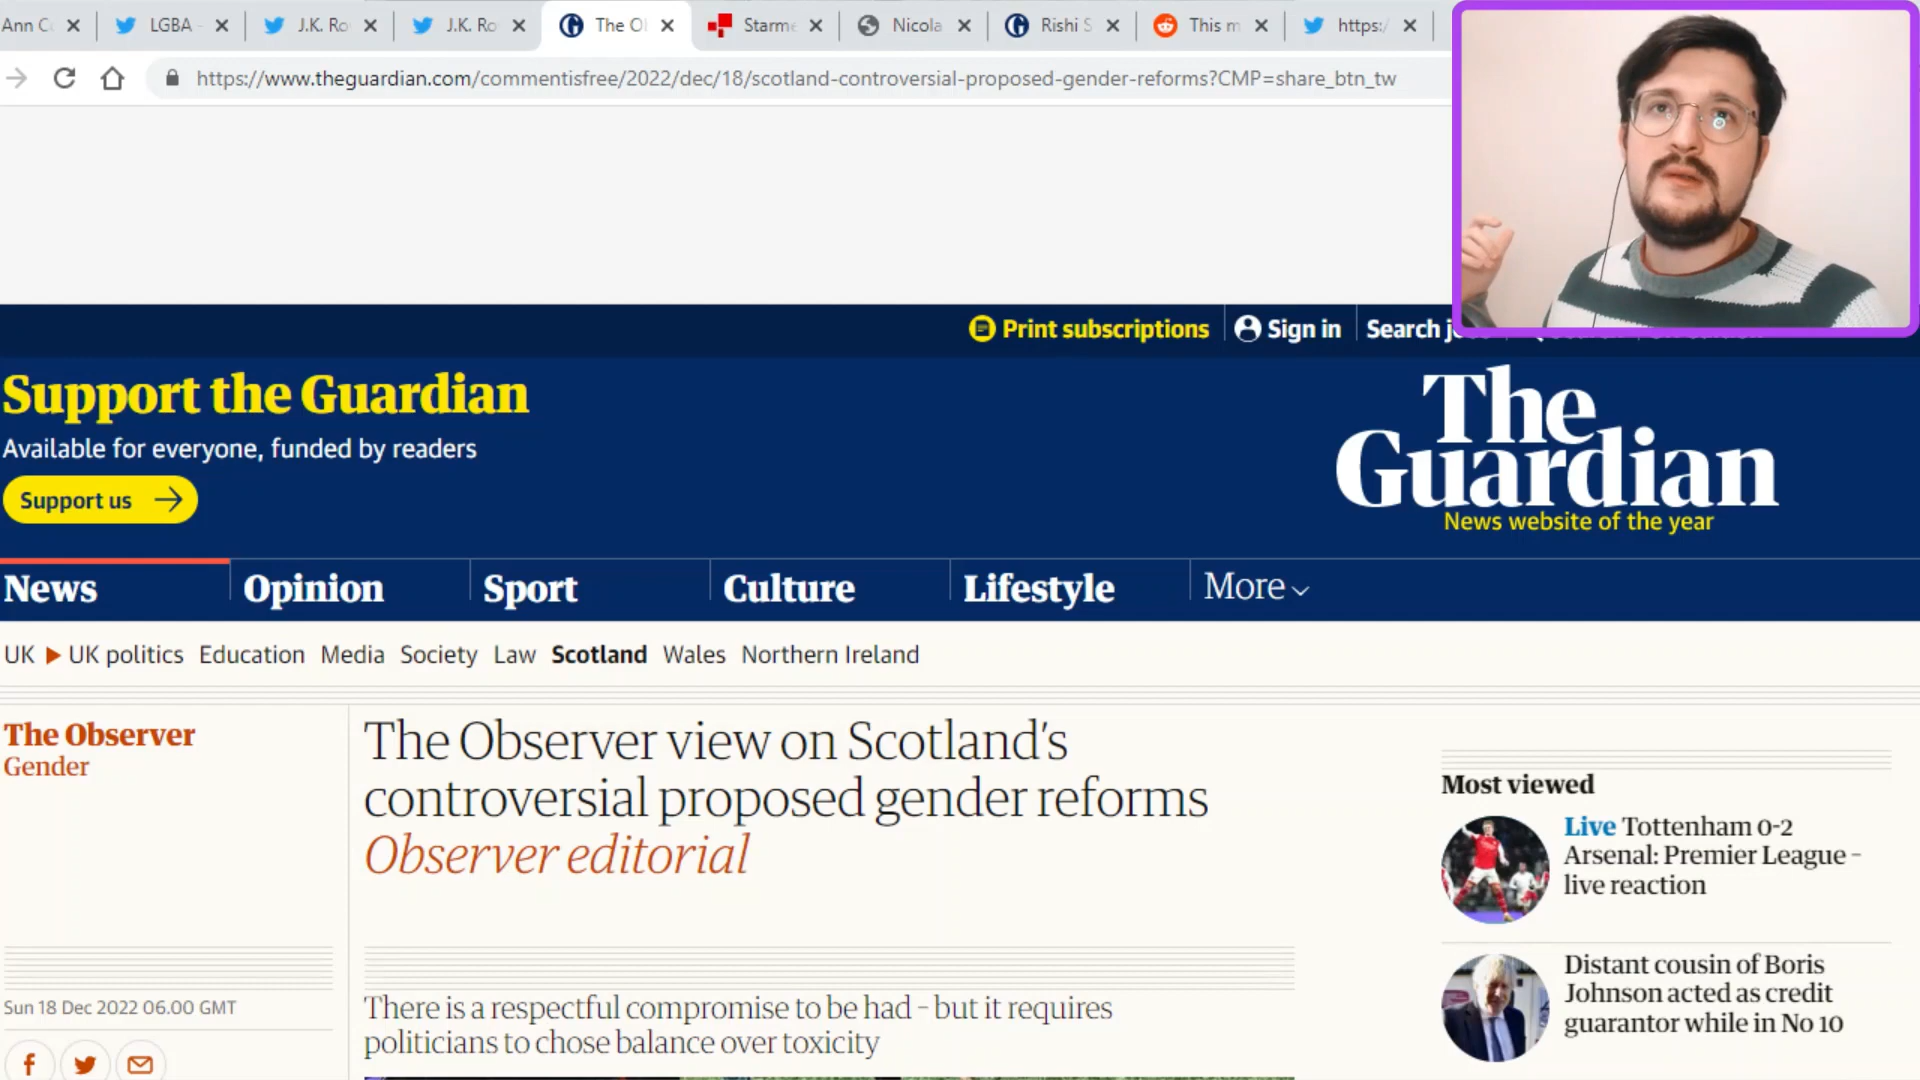 Ann C
LGBA
J.K. Ro
J.K. Ro
The O
Starme
Nicola
Rishi S
This m
https:/
https://www.theguardian.com/commentisfree/2022/dec/18/scotland-controversial-proposed-gender-reforms?CMP=share_btn_tw
Print subscriptions
Sign in
Search j
Support the Guardian
Available for everyone, funded by readers
Support us
The
Guardian
News website of the year
News
Opinion
Sport
Culture
Lifestyle
More
UK
UK politics
Education
Media
Society
Law
Scotland
Wales
Northern Ireland
The Observer
Gender
The Observer view on Scotland's
controversial proposed gender reforms
Observer editorial
Sun 18 Dec 2022 06.00 GMT
There is a respectful compromise to be had – but it requires
politicians to chose balance over toxicity
Most viewed
Live Tottenham 0-2
Arsenal: Premier League –
live reaction
Distant cousin of Boris
Johnson acted as credit
guarantor while in No 10